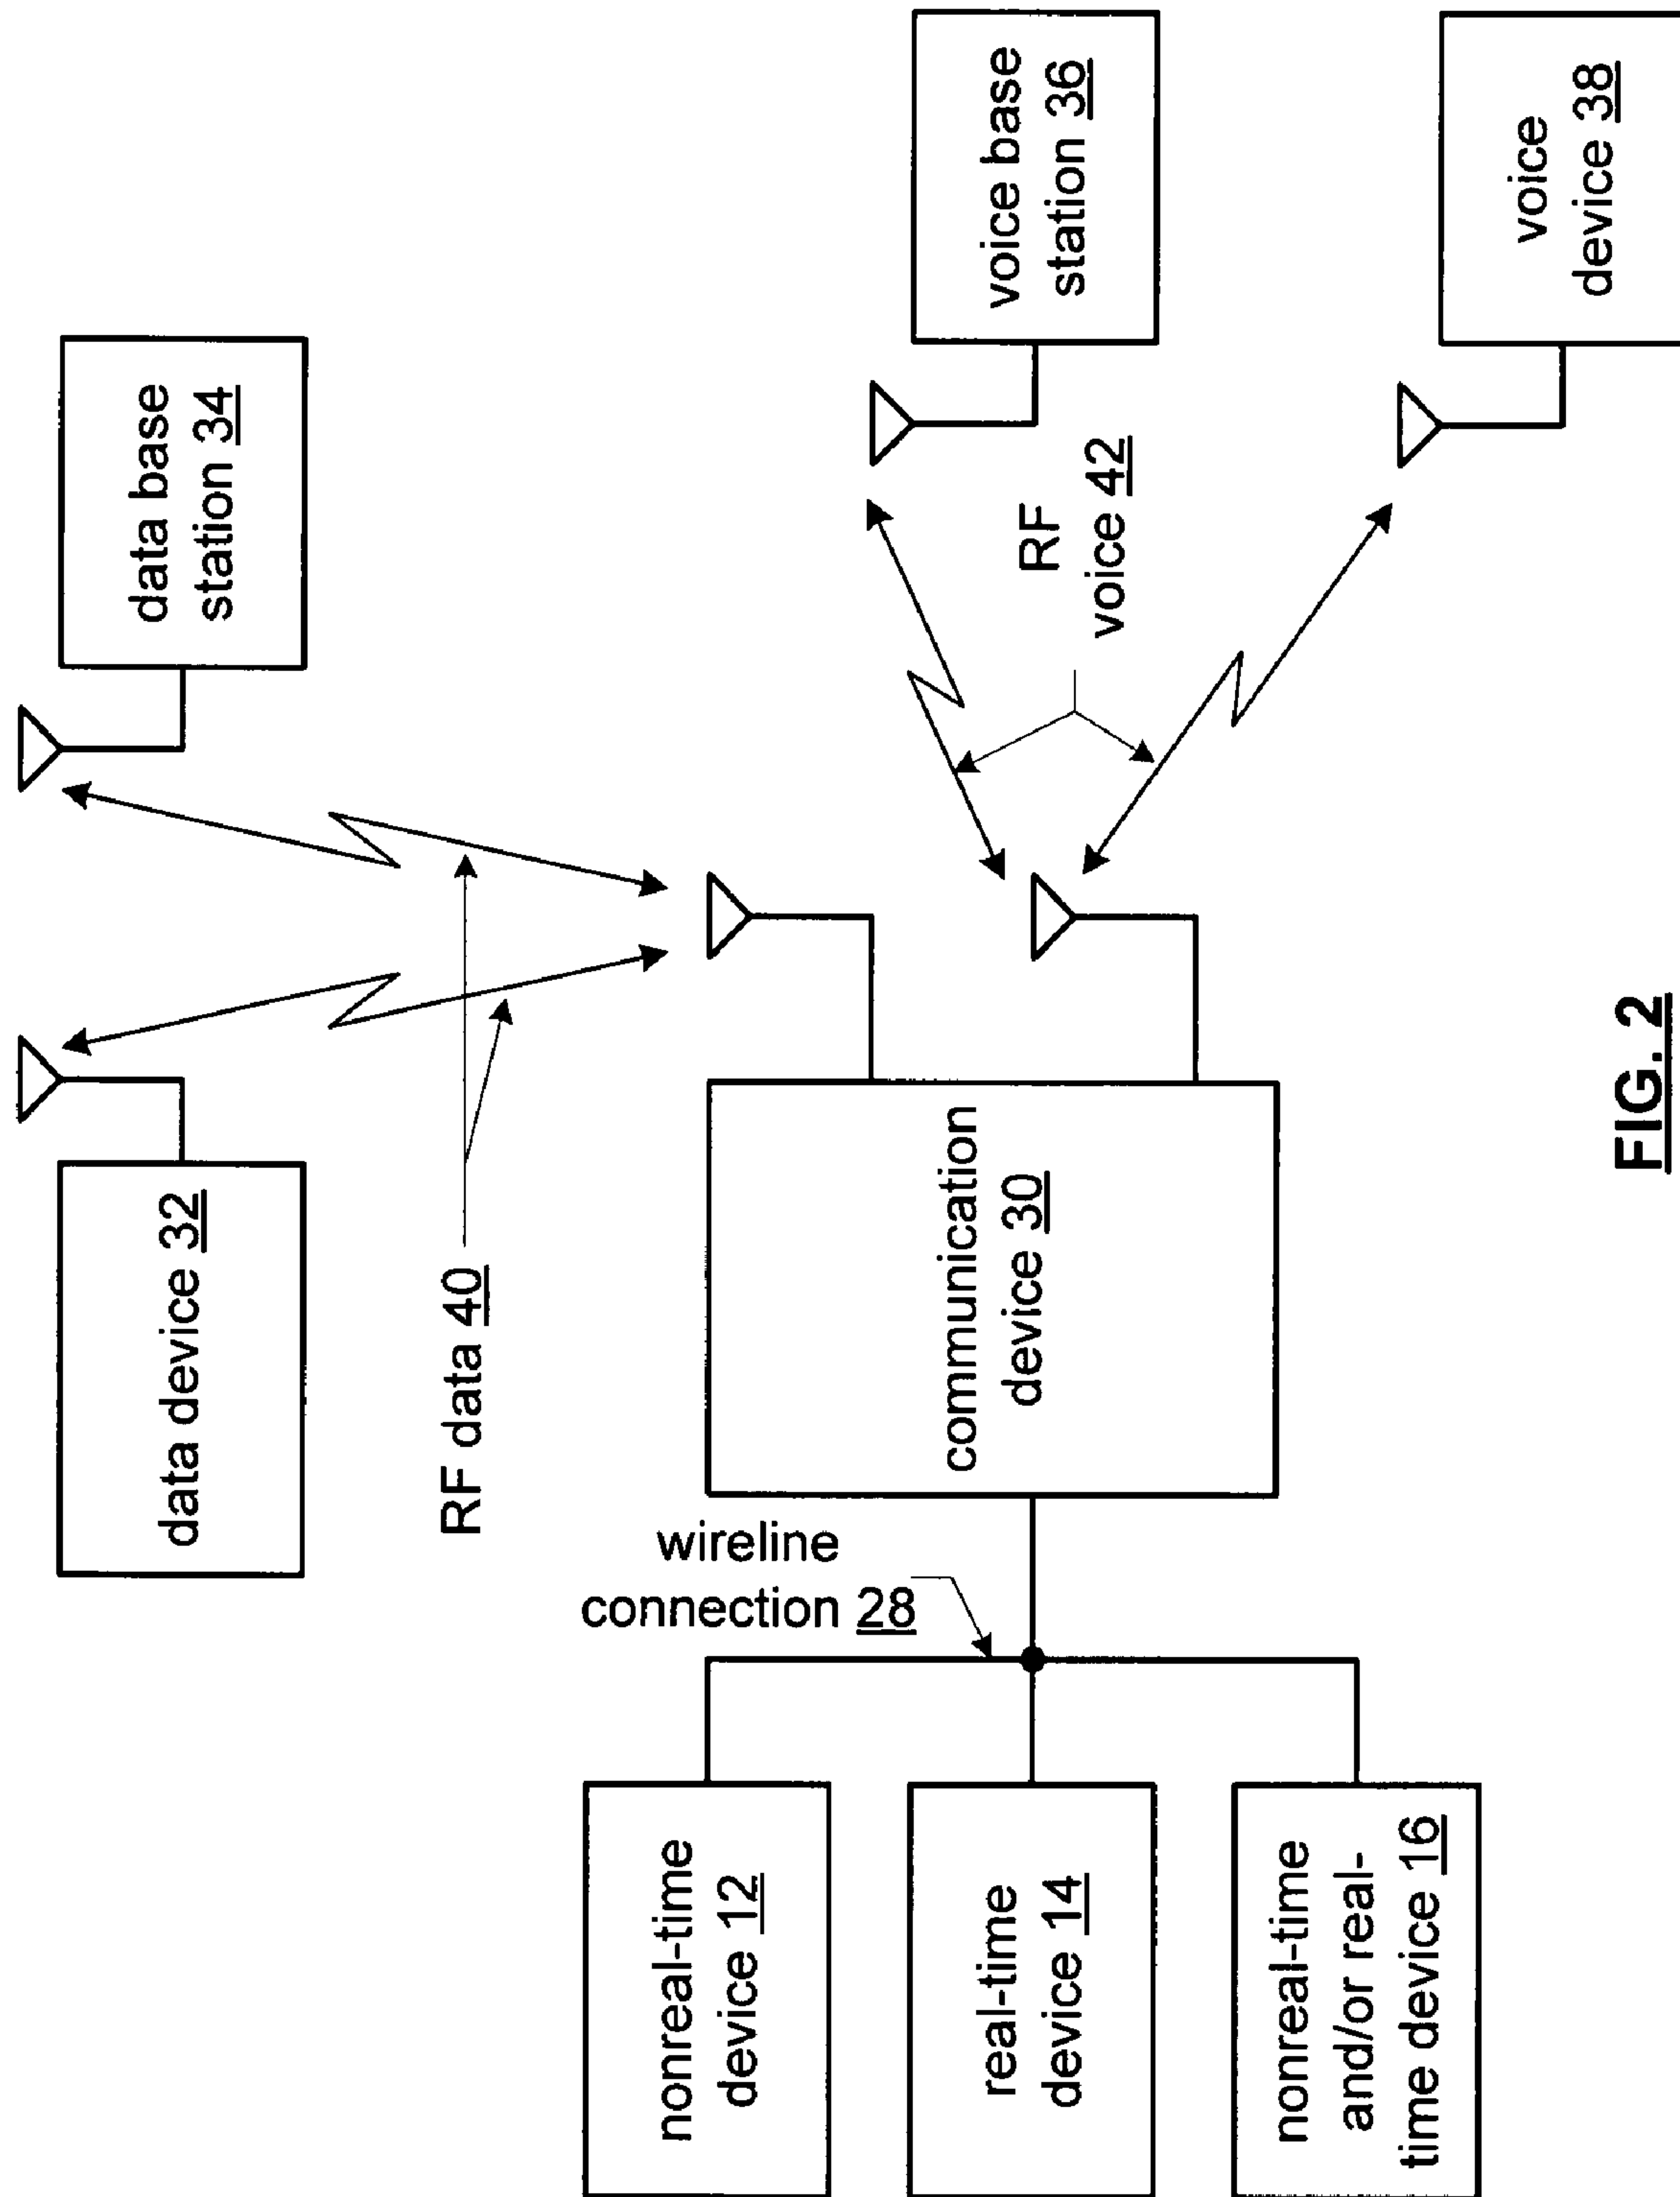 data device 32
data base
station 34
RF data 40
wireline
connection 28
communication
device 30
RF
voice 42
voice base
station 36
voice
device 38
nonreal-time
device 12
real-time
device 14
nonreal-time
and/or real-
time device 16
FIG. 2